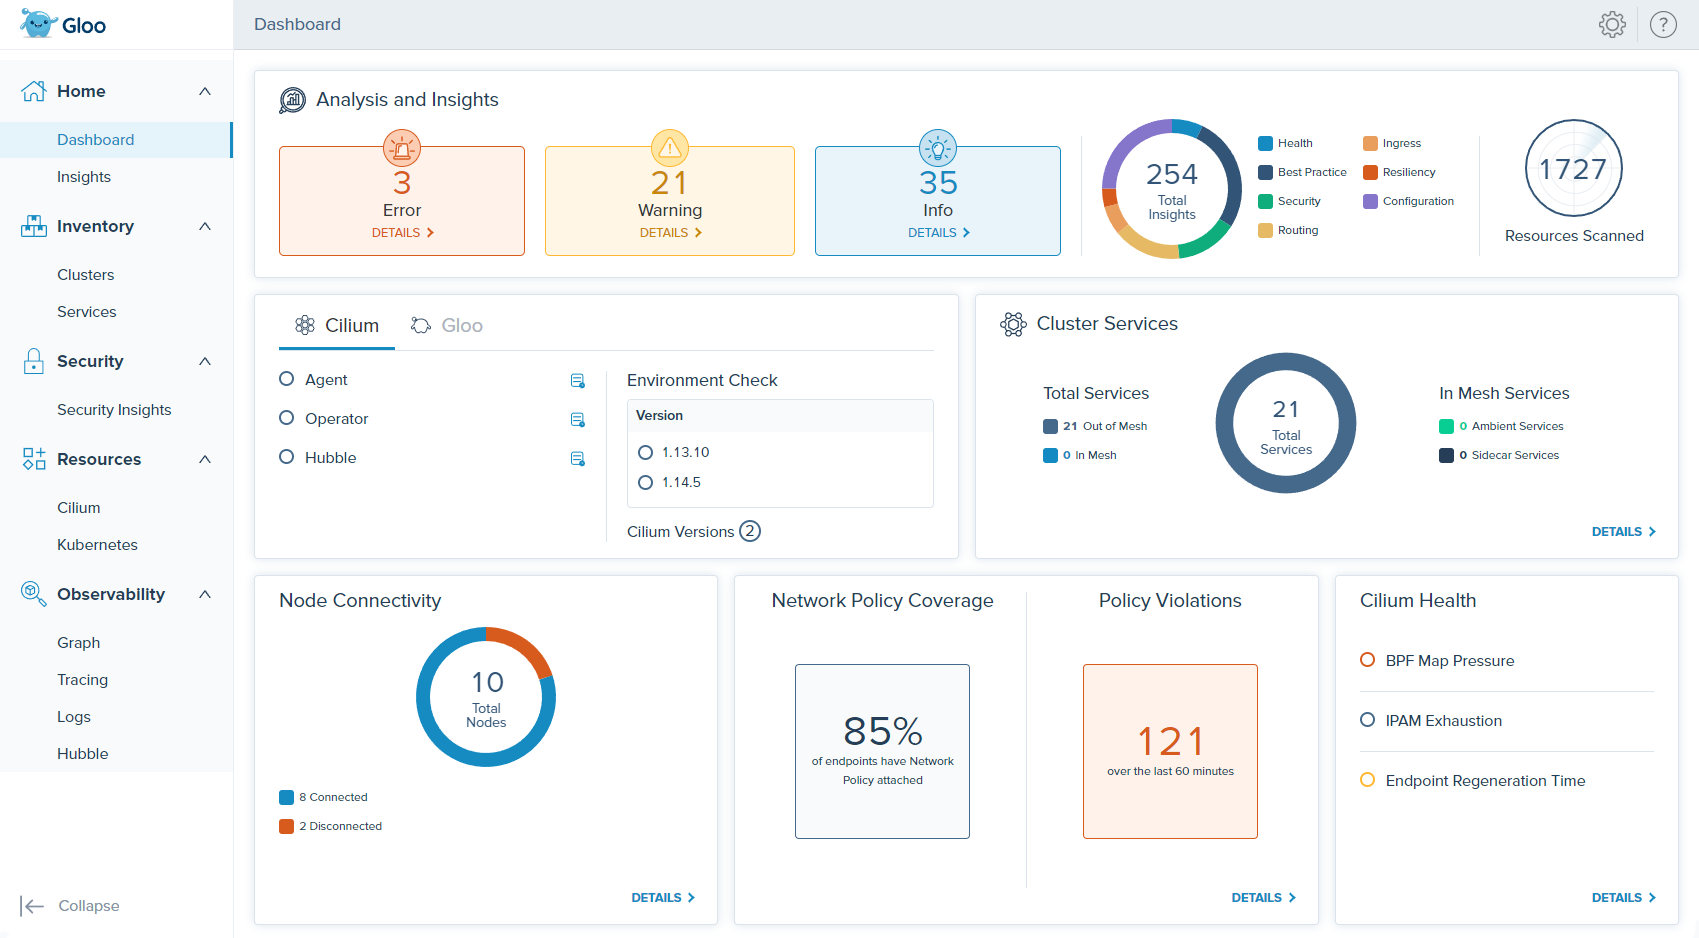 Gloo
Dashboard
?
Home
Dashboard
Insights
Inventory
Clusters
Services
Security
Security Insights
Resources
Cilium
Kubernetes
Observability
Graph
Tracing
Logs
Hubble
Collapse
Analysis and Insights
3
Error
DETAILS
21
Warning
DETAILS
35
Info
DETAILS
254
Total
Insights
Health
Best Practice
Security
Routing
Ingress
Resiliency
Configuration
1727
Resources Scanned
Cilium
Gloo
Agent
Operator
Hubble
Environment Check
Version
1.13.10
1.14.5
Cilium Versions 2
Cluster Services
Total Services
21 Out of Mesh
0 In Mesh
21
Total
Services
In Mesh Services
0 Ambient Services
0 Sidecar Services
DETAILS
Node Connectivity
10
Total
Nodes
8 Connected
2 Disconnected
DETAILS
Network Policy Coverage
85%
of endpoints have Network
Policy attached
Policy Violations
121
over the last 60 minutes
DETAILS
Cilium Health
BPF Map Pressure
IPAM Exhaustion
Endpoint Regeneration Time
DETAILS